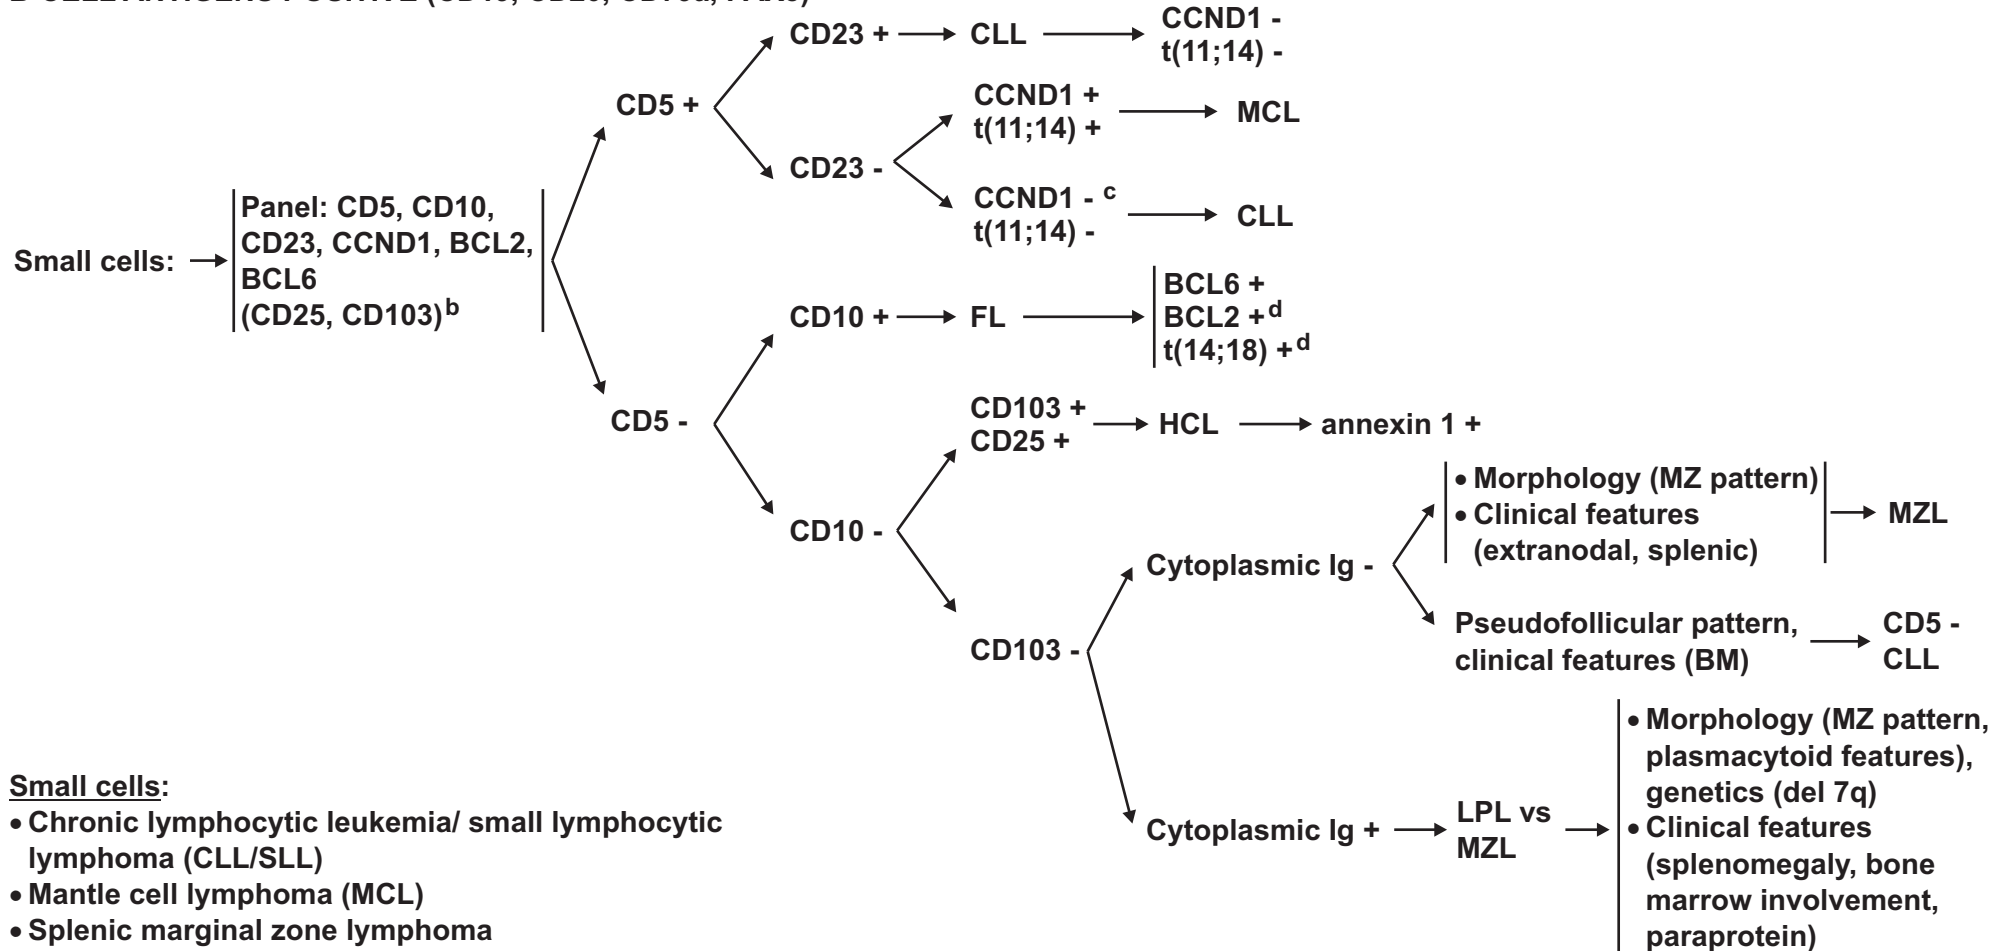 CD23 +
CLL
CCND1 -
t(11;14) -
CD5 +
CCND1 +
t(11;14) +
MCL
CD23 -
CCND1 - c
t(11;14) -
CLL
Small cells:
Panel: CD5, CD10,
CD23, CCND1, BCL2,
BCL6
(CD25, CD103)b
CD10 +
FL
BCL6 +
BCL2 +d
t(14;18) +d
CD5 -
CD103 +
CD25 +
HCL
annexin 1 +
CD10 -
• Morphology (MZ pattern)
• Clinical features
(extranodal, splenic)
MZL
Cytoplasmic Ig -
CD103 -
Pseudofollicular pattern,
clinical features (BM)
CD5 -
CLL
Cytoplasmic Ig +
LPL vs
MZL
• Morphology (MZ pattern,
plasmacytoid features),
genetics (del 7q)
• Clinical features
(splenomegaly, bone
marrow involvement,
paraprotein)
Small cells:
• Chronic lymphocytic leukemia/ small lymphocytic
lymphoma (CLL/SLL)
• Mantle cell lymphoma (MCL)
• Splenic marginal zone lymphoma